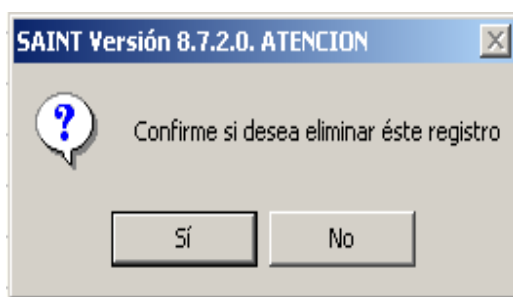 SAINT Versión 8.7.2.0. ATENCION
Confirme si desea eliminar éste registro
Sí
No